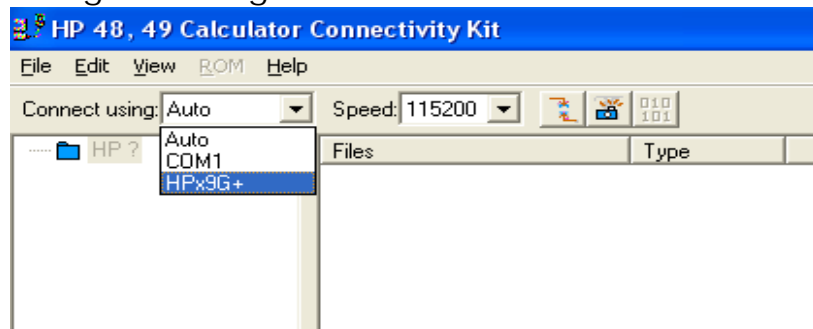 HP 48, 49 Calculator Connectivity Kit
File Edit View ROM Help
Connect using: Auto Speed: 115200 010 101
HP ? Auto Files Type
COM1
HPx9G+